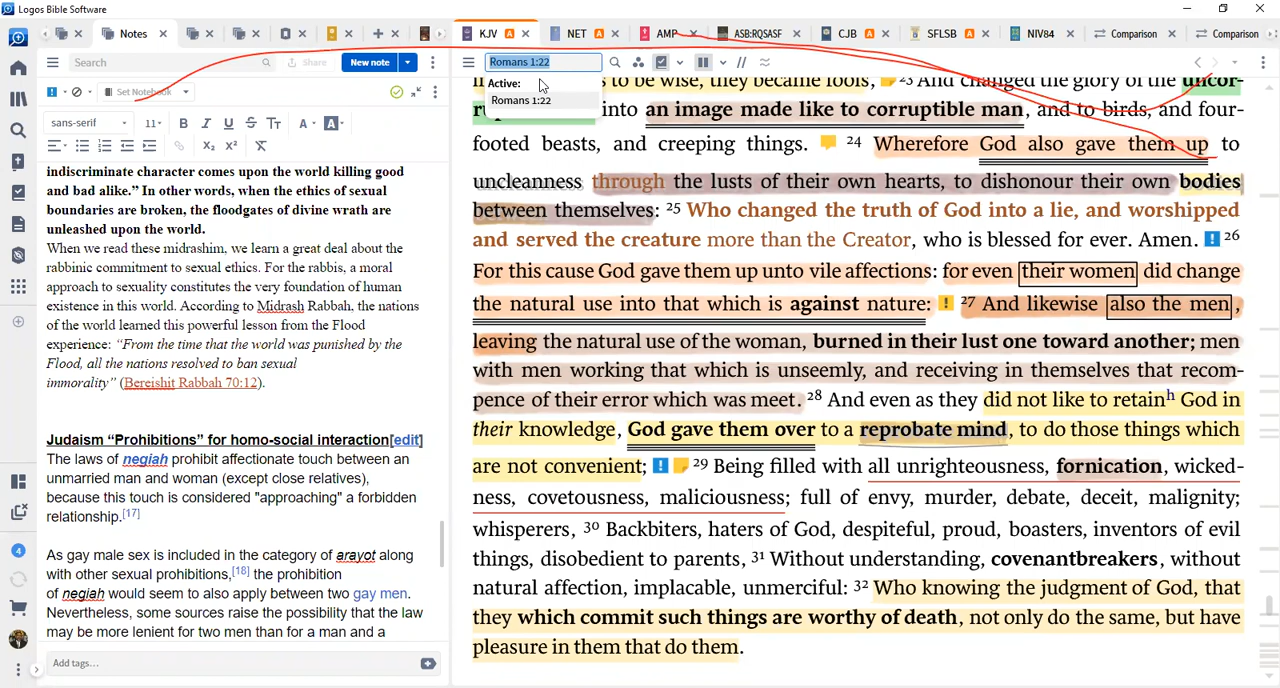 Logos Bible Software
Notes
KJV A
NET A
AMP
ASB:RQSASF
CJB A
SFLSB A
NIV84
Comparison
Comparison
Search
Share
New note
Romans 1:22
Active:
Romans 1:22
Set Notebook
sans-serif
11
indiscriminate character comes upon the world killing good
and bad alike.” In other words, when the ethics of sexual
boundaries are broken, the floodgates of divine wrath are
unleashed upon the world.
When we read these midrashim, we learn a great deal about the
rabbinic commitment to sexual ethics. For the rabbis, a moral
approach to sexuality constitutes the very foundation of human
existence in this world. According to Midrash Rabbah, the nations
of the world learned this powerful lesson from the Flood
experience: “From the time that the world was punished by the
Flood, all the nations resolved to ban sexual
immorality” (Bereishit Rabbah 70:12).
Judaism “Prohibitions” for homo-social interaction[edit]
The laws of negiah prohibit affectionate touch between an
unmarried man and woman (except close relatives),
because this touch is considered "approaching" a forbidden
relationship.[17]
As gay male sex is included in the category of arayot along
with other sexual prohibitions,[18] the prohibition
of negiah would seem to also apply between two gay men.
Nevertheless, some sources raise the possibility that the law
may be more lenient for two men than for a man and a
Add tags...
4
to be wise, they became fools, 23 And changed the glory of the uncor-
into an image made like to corruptible man, and to birds, and four-
footed beasts, and creeping things. 24 Wherefore God also gave them up to
uncleanness through the lusts of their own hearts, to dishonour their own bodies
between themselves: 25 Who changed the truth of God into a lie, and worshipped
and served the creature more than the Creator, who is blessed for ever. Amen. 26
For this cause God gave them up unto vile affections: for even their women did change
the natural use into that which is against nature: 27 And likewise also the men,
leaving the natural use of the woman, burned in their lust one toward another; men
with men working that which is unseemly, and receiving in themselves that recom-
pence of their error which was meet. 28 And even as they did not like to retain h God in
their knowledge, God gave them over to a reprobate mind, to do those things which
are not convenient; 29 Being filled with all unrighteousness, fornication, wicked-
ness, covetousness, maliciousness; full of envy, murder, debate, deceit, malignity;
whisperers, 30 Backbiters, haters of God, despiteful, proud, boasters, inventors of evil
things, disobedient to parents, 31 Without understanding, covenantbreakers, without
natural affection, implacable, unmerciful: 32 Who knowing the judgment of God, that
they which commit such things are worthy of death, not only do the same, but have
pleasure in them that do them.